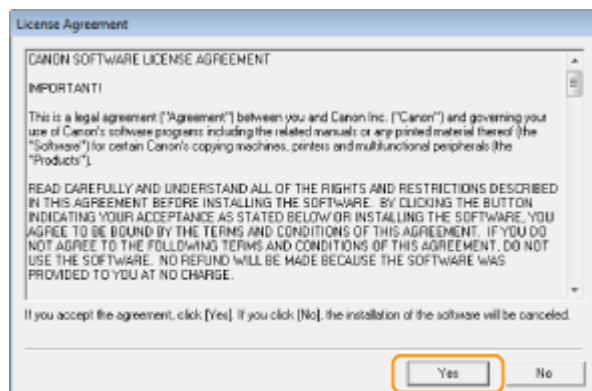 License Agreement
CANON SOFTWARE LICENSE AGREEMENT
IMPORTANT!
This is a legal agreement ("Agreement") between you and Canon Inc. ("Canon") and governing your
use of Canon's software programs including the related manuals or any printed material thereof (the
"Software") for certain Canon's copying machines, printers and multifunctional peripherals (the
"Products").
READ CAREFULLY AND UNDERSTAND ALL OF THE RIGHTS AND RESTRICTIONS DESCRIBED
IN THIS AGREEMENT BEFORE INSTALLING THE SOFTWARE. BY CLICKING THE BUTTON
INDICATING YOUR ACCEPTANCE AS STATED BELOW OR INSTALLING THE SOFTWARE, YOU
AGREE TO BE BOUND BY THE TERMS AND CONDITIONS OF THIS AGREEMENT. IF YOU DO
NOT AGREE TO THE FOLLOWING TERMS AND CONDITIONS OF THIS AGREEMENT, DO NOT
USE THE SOFTWARE. NO REFUND WILL BE MADE BECAUSE THE SOFTWARE WAS
PROVIDED TO YOU AT NO CHARGE.
If you accept the agreement, click [Yes]. If you click [No], the installation of the software will be canceled.
Yes No